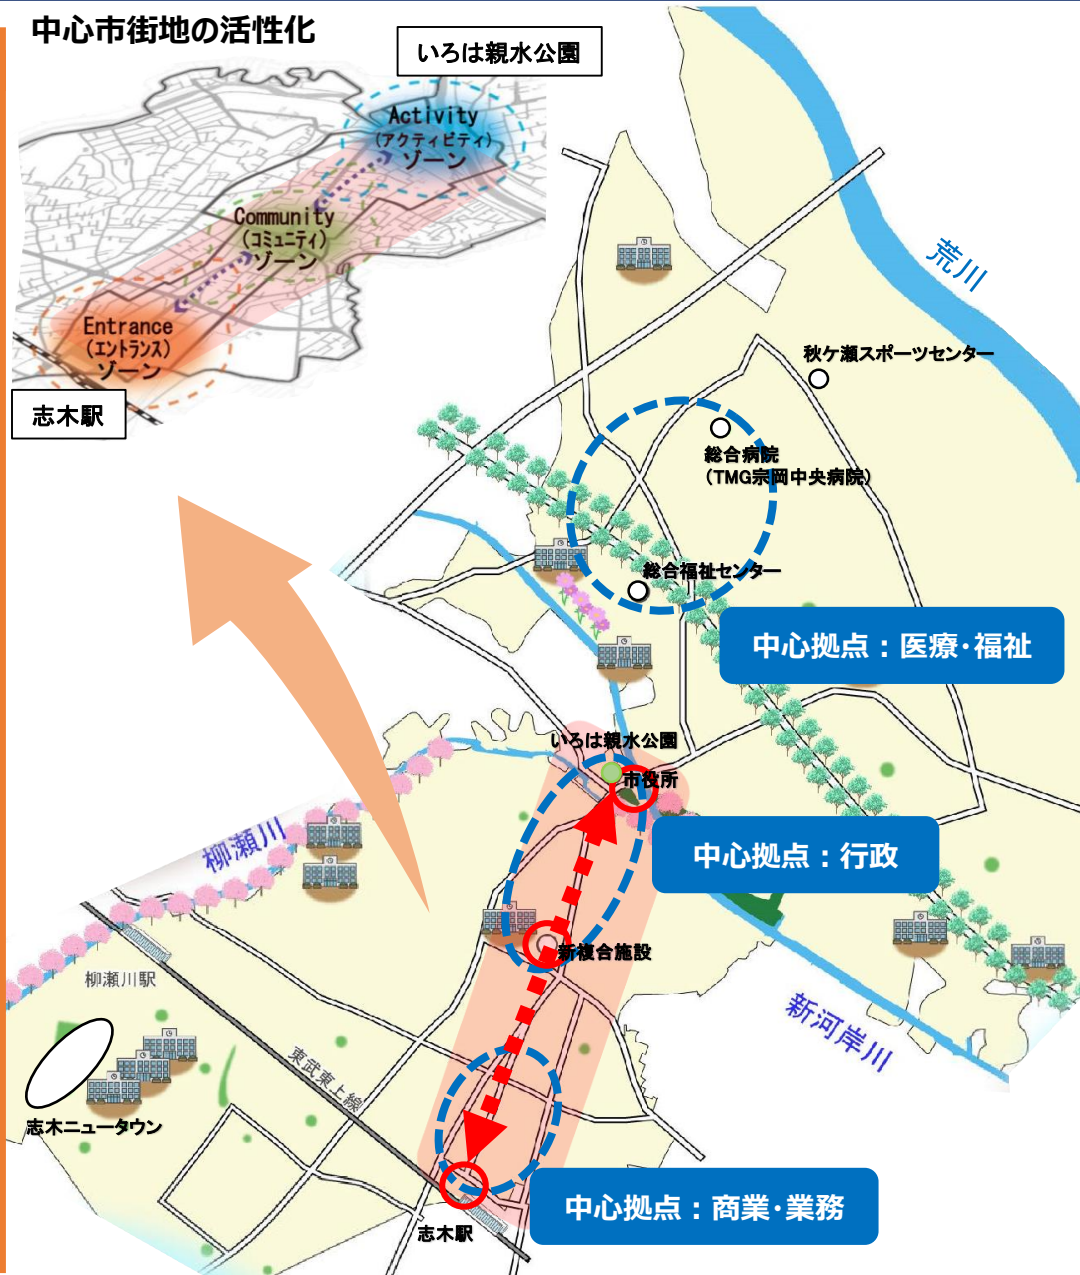 中心市街地の活性化
いろは親水公園
Activity
(アクティビティ)
ゾーン
Community
(コミュニティ)
ゾーン
Entrance
(エントランス)
ゾーン
志木駅
荒川
秋ケ瀬スポーツセンター
総合病院
(TMG宗岡中央病院)
総合福祉センター
中心拠点：医療・福祉
いろは親水公園
市役所
柳瀬川
中心拠点：行政
新複合施設
柳瀬川駅
新河岸川
東武東上線
志木ニュータウン
中心拠点：商業・業務
志木駅